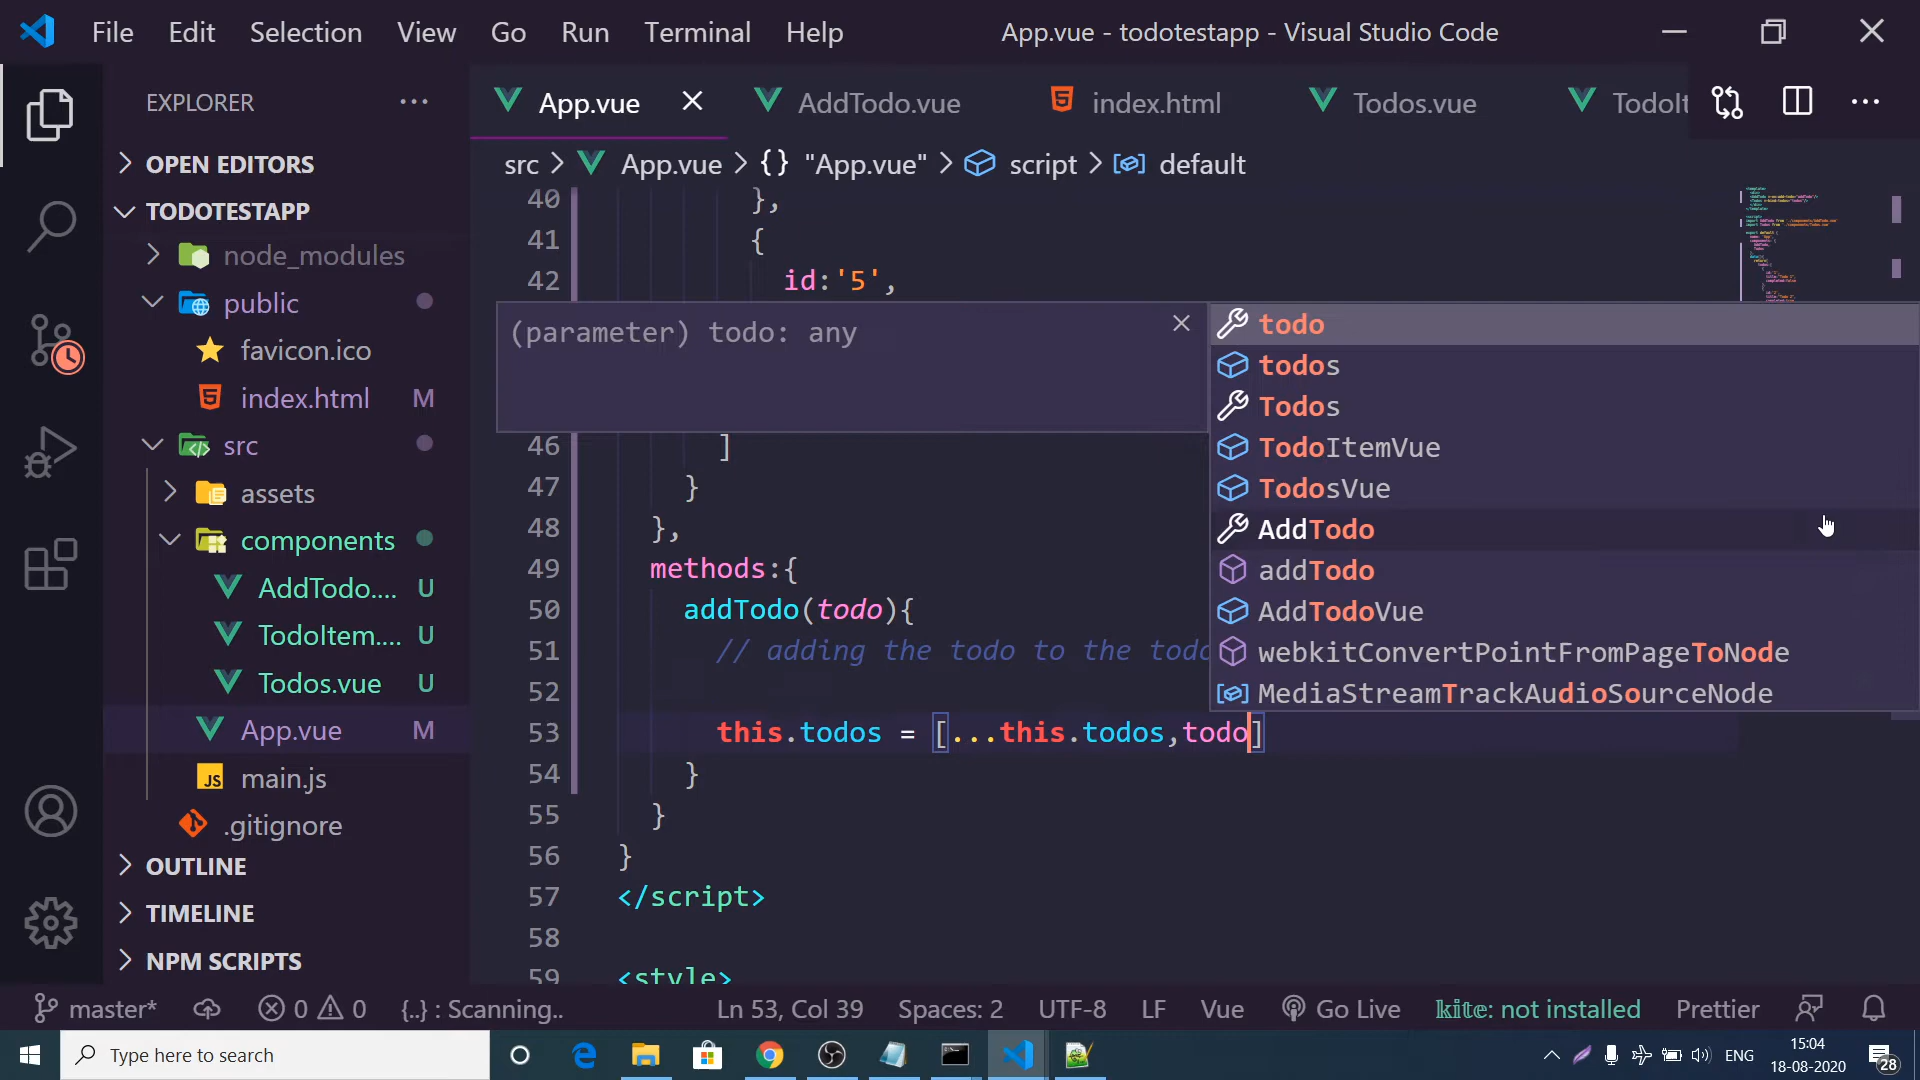 File Edit Selection View Go Run Terminal Help App.vue - todotestapp - Visual Studio Code
EXPLORER ...
App.vue AddTodo.vue index.html Todos.vue TodoIt
src > App.vue > {} "App.vue" > script > default
OPEN EDITORS
TODOTESTAPP
node_modules
public
favicon.ico
index.html M
src
assets
components
AddTodo.... U
TodoItem.... U
Todos.vue U
App.vue M
main.js
.gitignore
OUTLINE
TIMELINE
NPM SCRIPTS
40 },
41 {
42 id:'5',
(parameter) todo: any
todo
todos
Todos
TodoItemVue
TodosVue
AddTodo
addTodo
AddTodoVue
webkitConvertPointFromPageToNode
MediaStreamTrackAudioSourceNode
46 ]
47 }
48 },
49 methods:{
50 addTodo(todo){
51 // adding the todo to the todo
52
53 this.todos = [...this.todos,todo]
54 }
55 }
56 }
57 </script>
58
59 <style>
master* 0 0 {..} : Scanning.. Ln 53, Col 39 Spaces: 2 UTF-8 LF Vue Go Live kite: not installed Prettier
Type here to search
ENG
15:04
18-08-2020
28